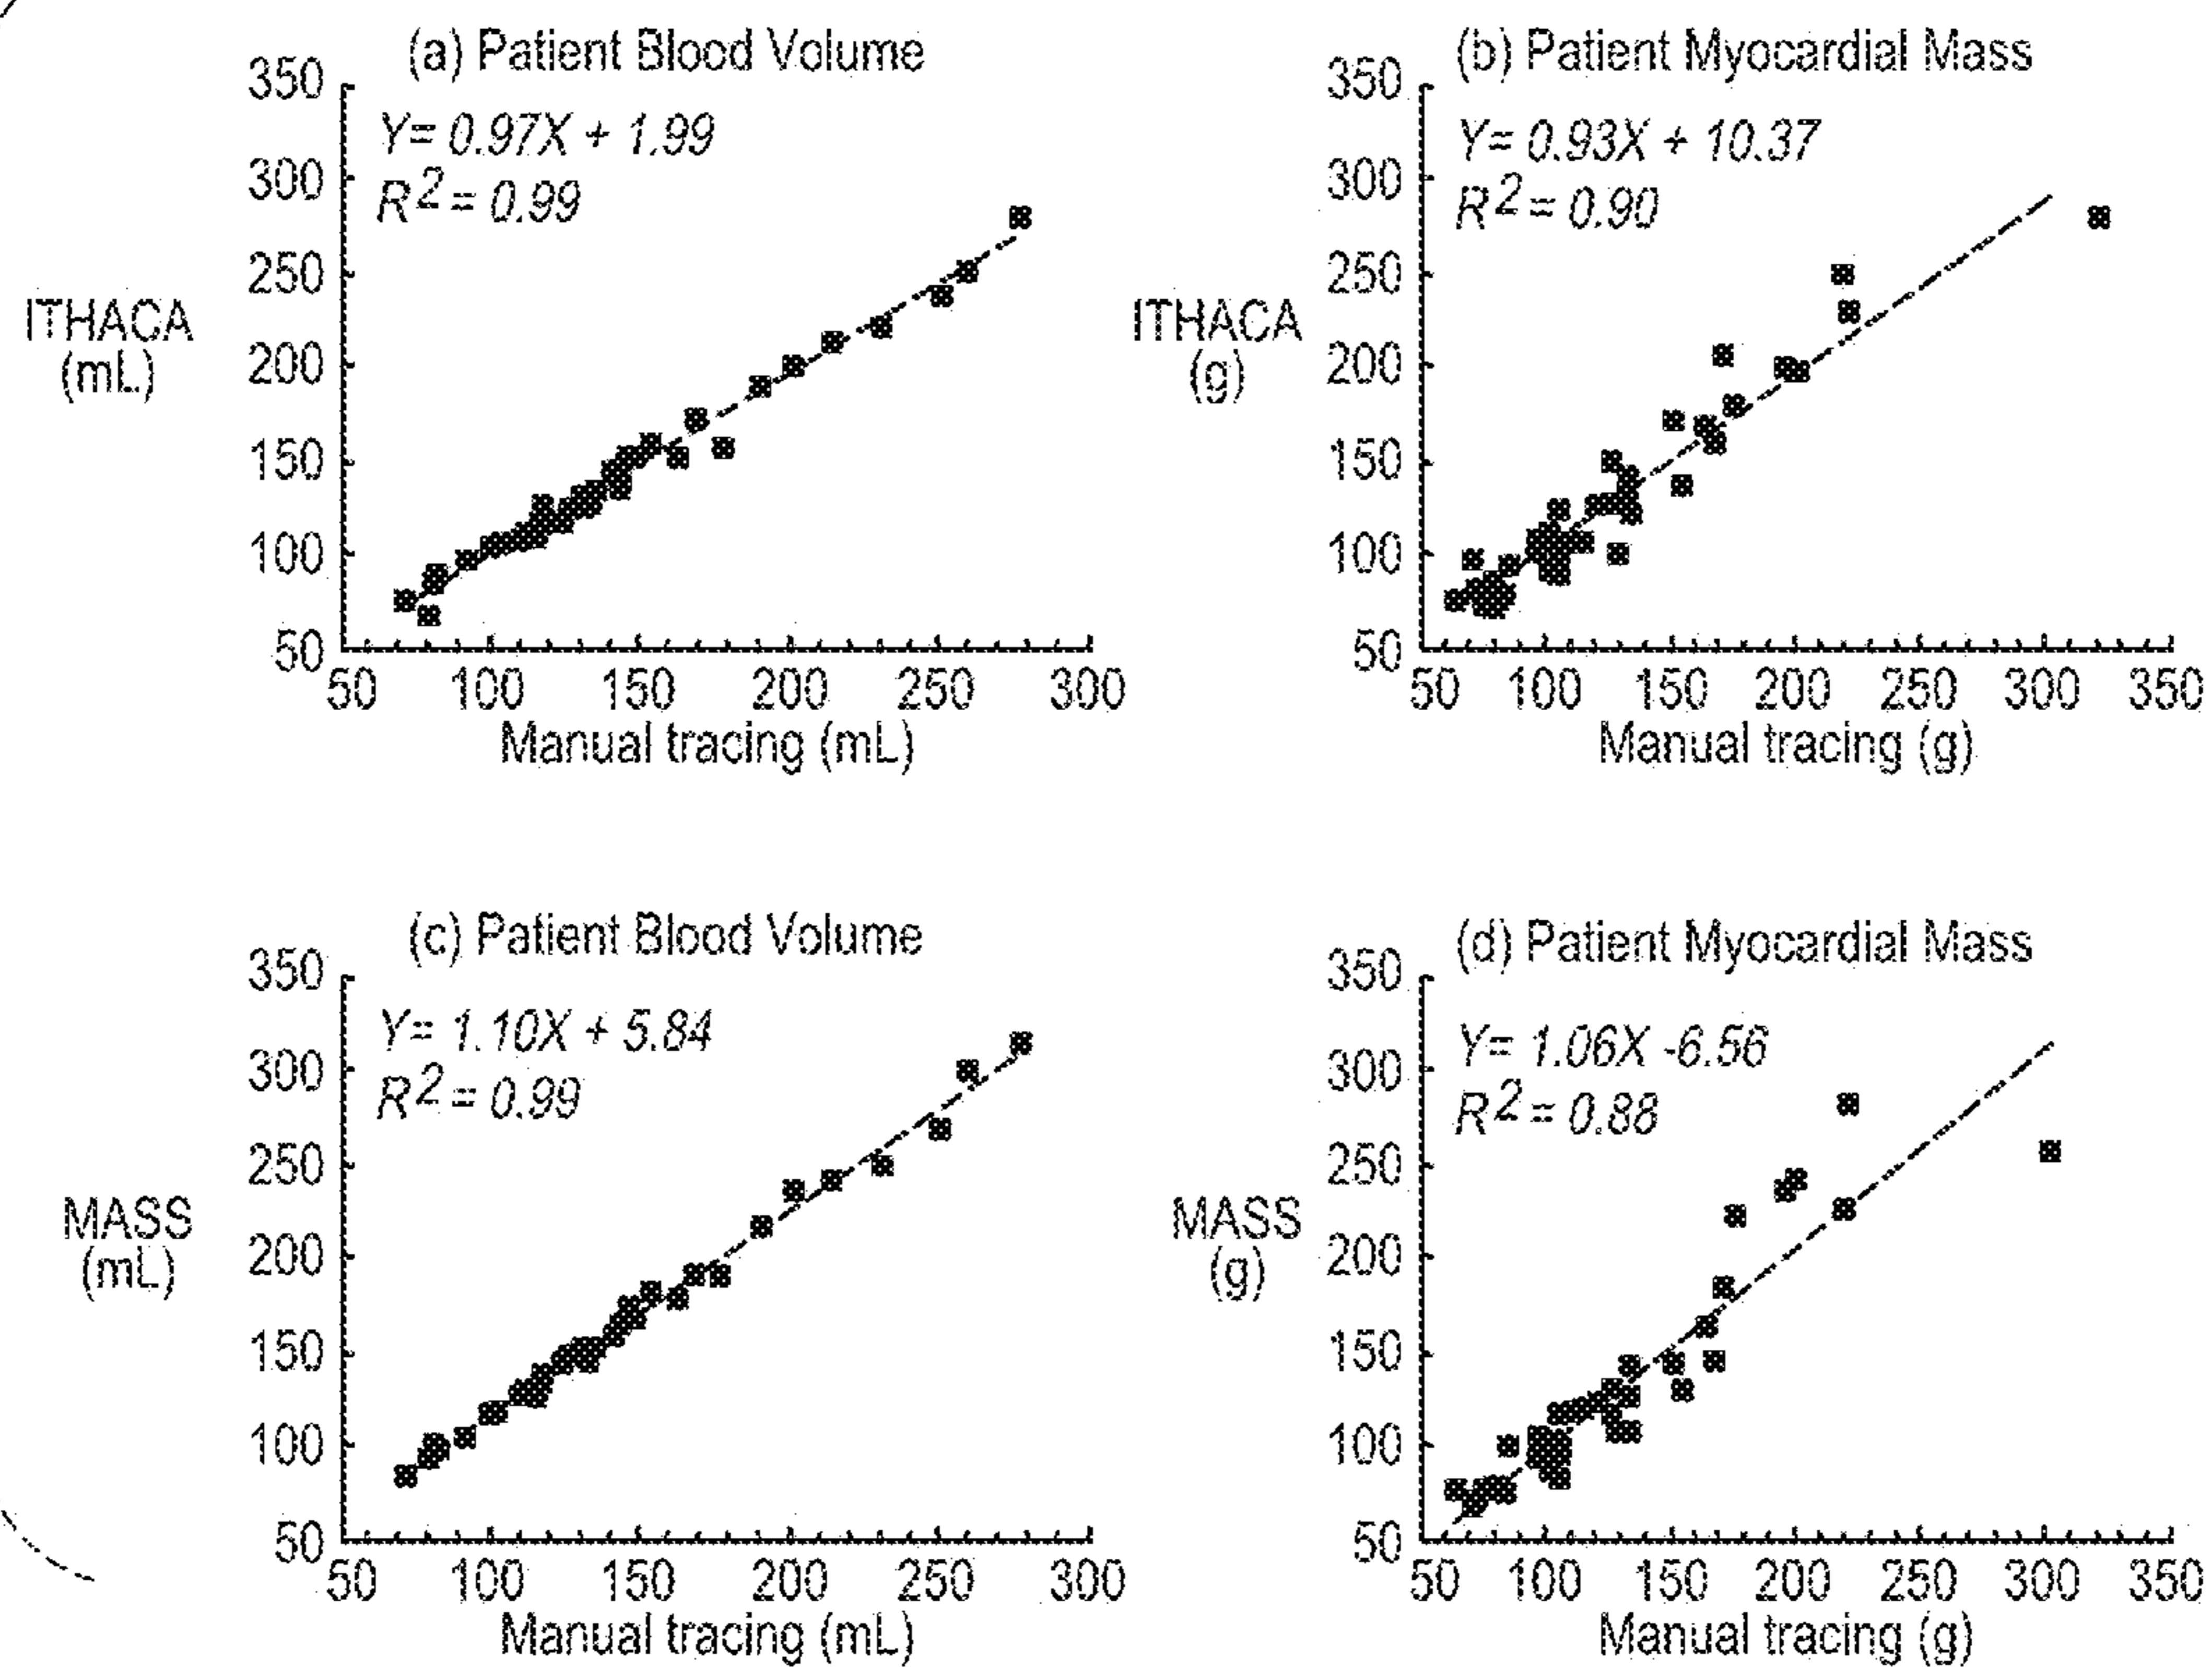 (a) Patient Blood Volume
350
300
250
200
150
100
50
Y= 0.97X + 1.99
R2 = 0.99
ITHACA
(mL)
50 100 150 200 250 300
Manual tracing (mL)
(b) Patient Myocardial Mass
350
300
250
200
150
100
50
Y= 0.93X + 10.37
R2 = 0.90
ITHACA
(g)
50 100 150 200 250 300 350
Manual tracing (g)
(c) Patient Blood Volume
350
300
250
200
150
100
50
Y= 1.10X + 5.84
R2 = 0.99
MASS
(mL)
50 100 150 200 250 300
Manual tracing (mL)
(d) Patient Myocardial Mass
350
300
250
200
150
100
50
Y= 1.06X -6.56
R2 = 0.88
MASS
(g)
50 100 150 200 250 300 350
Manual tracing (g)